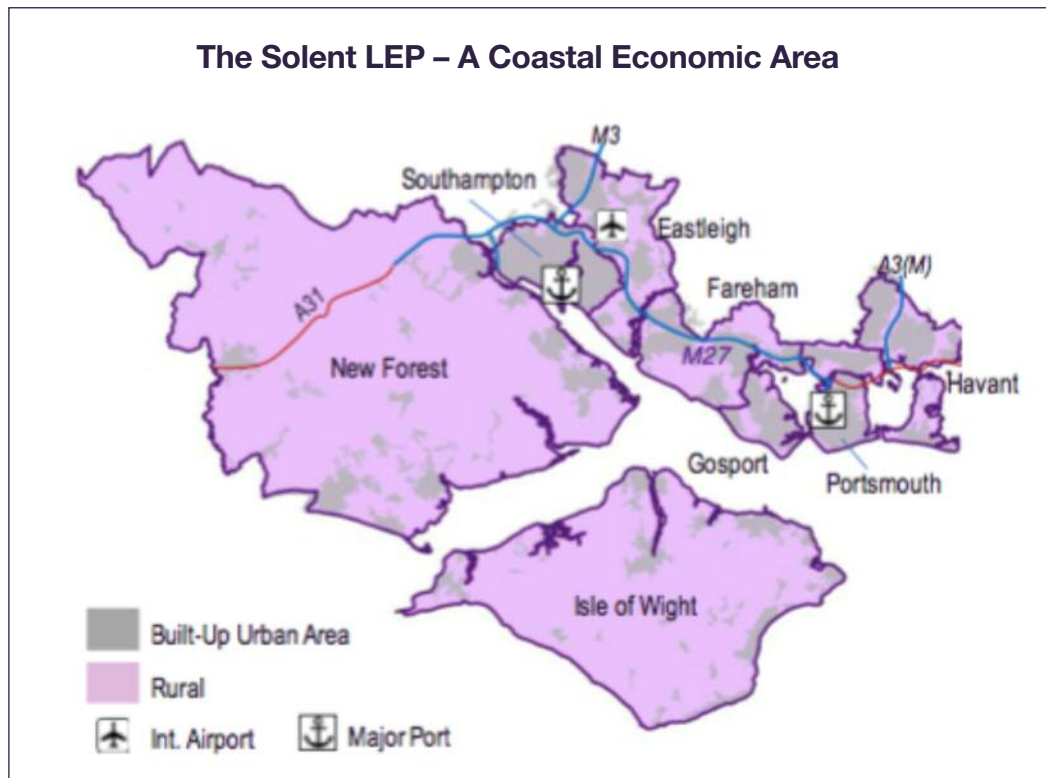 The Solent LEP – A Coastal Economic Area
M3
Southampton
Eastleigh
A3(M)
Fareham
A31
M27
New Forest
Havant
Gosport
Portsmouth
Isle of Wight
Built-Up Urban Area
Rural
Int. Airport
Major Port